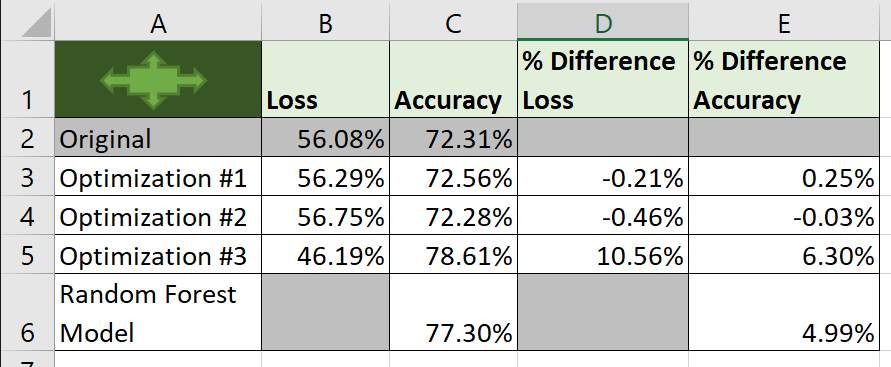 A B C D E
1 Loss Accuracy % Difference Loss % Difference Accuracy
2 Original 56.08% 72.31%
3 Optimization #1 56.29% 72.56% -0.21% 0.25%
4 Optimization #2 56.75% 72.28% -0.46% -0.03%
5 Optimization #3 46.19% 78.61% 10.56% 6.30%
6 Random Forest Model 77.30% 4.99%